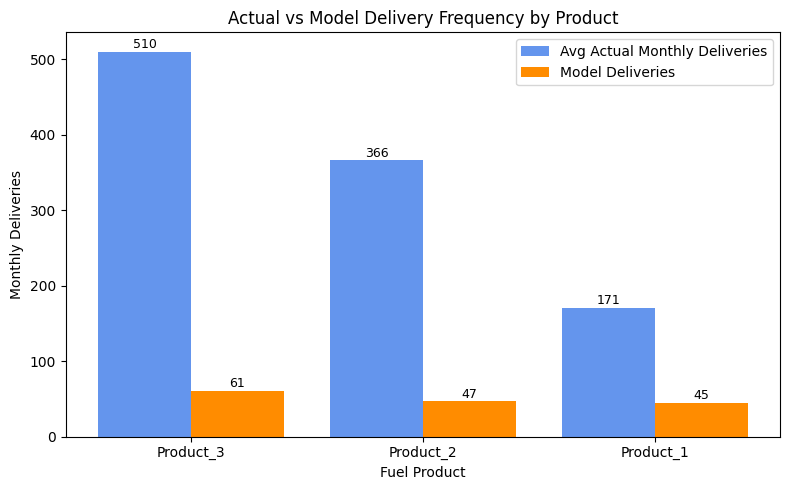 Actual vs Model Delivery Frequency by Product
Avg Actual Monthly Deliveries
Model Deliveries
Monthly Deliveries
500
400
300
200
100
0
510
61
366
47
171
45
Product_3
Product_2
Product_1
Fuel Product